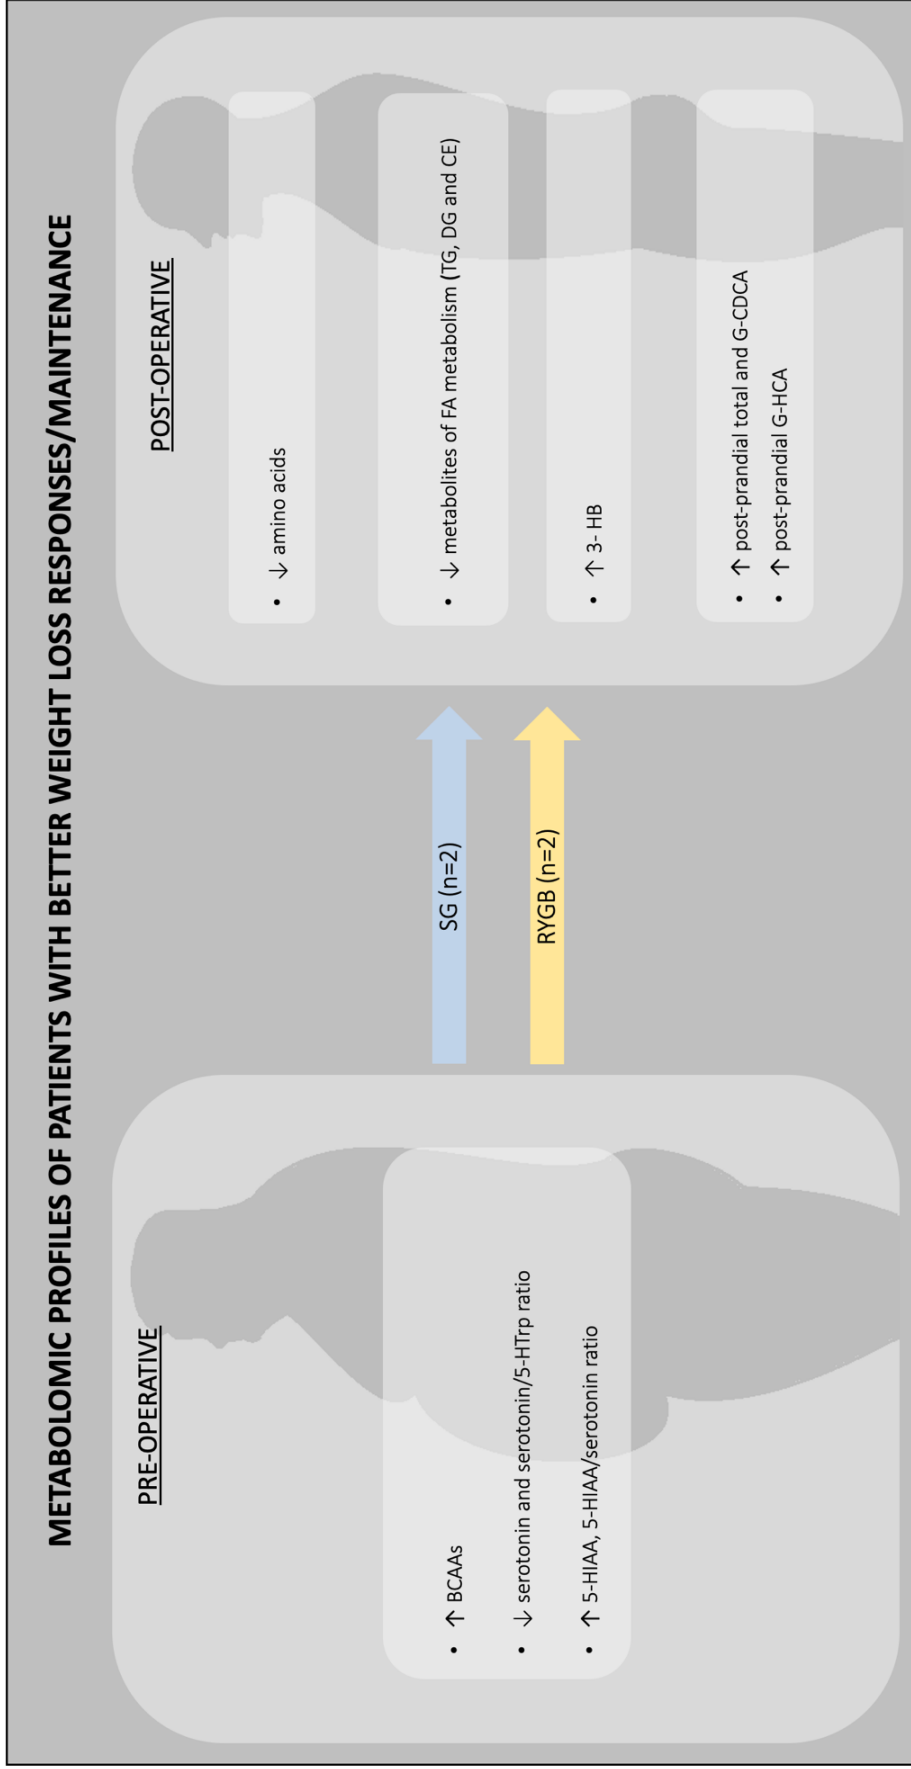 METABOLOMIC PROFILES OF PATIENTS WITH BETTER WEIGHT LOSS RESPONSES/MAINTENANCE
PRE-OPERATIVE
• ↑ BCAAs
• ↓ serotonin and serotonin/5-HTrp ratio
• ↑ 5-HIAA, 5-HIAA/serotonin ratio
SG (n=2)
RYGB (n=2)
POST-OPERATIVE
• ↓ amino acids
• ↓ metabolites of FA metabolism (TG, DG and CE)
• ↑ 3- HB
• ↑ post-prandial total and G-CDCA
• ↑ post-prandial G-HCA